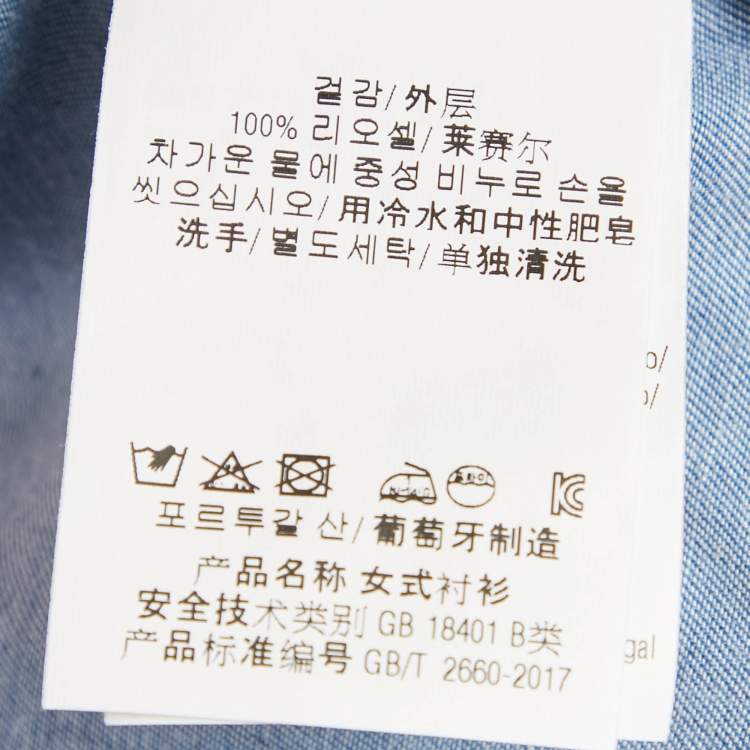 겉감/外层
100% 리오셀/莱赛尔
차가운 물에 중성 비누로 손을
씻으십시오/用冷水和中性肥皂
洗手/별도세탁/单独清洗
드라이
포르투갈 산/葡萄牙制造
产品名称 女式衬衫
安全技术类别 GB 18401 B类
产品标准编号 GB/T 2660-2017
o/
o/
gal